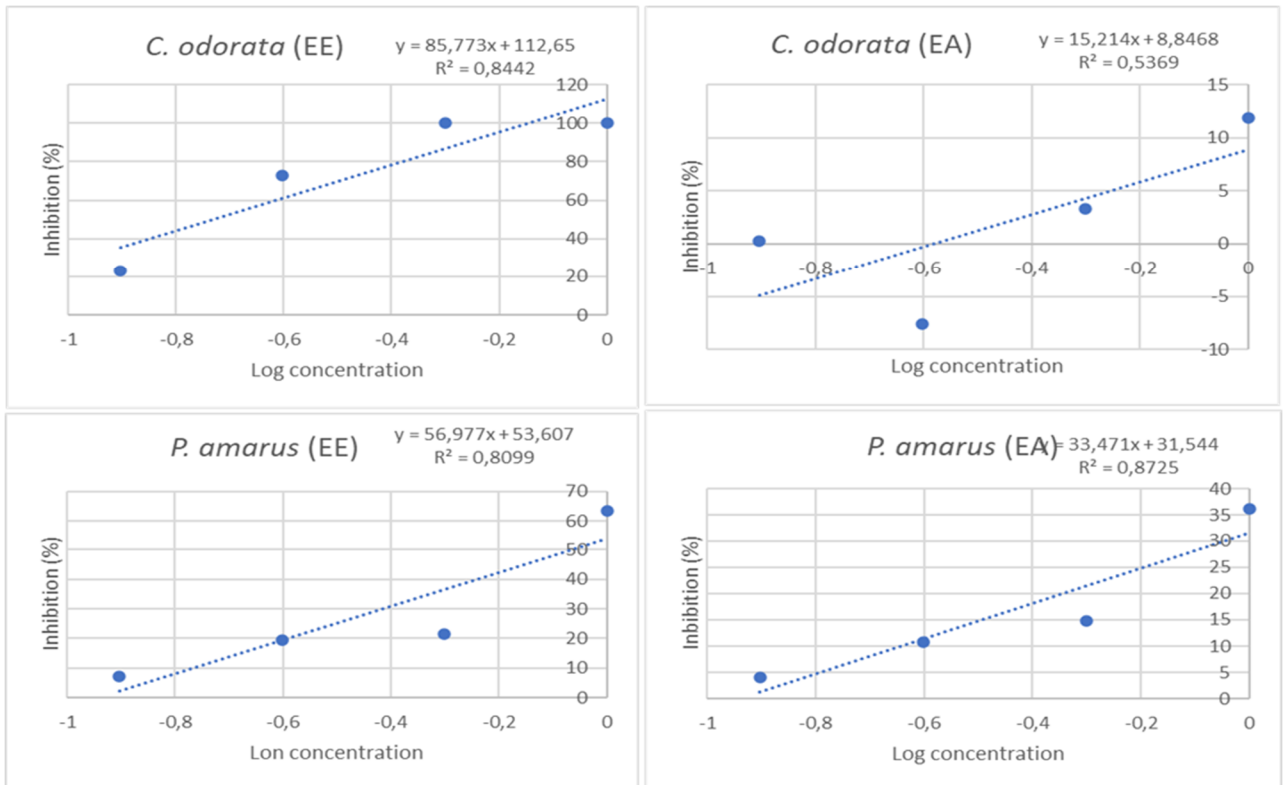 C. odorata (EE)
y = 85,773x + 112,65
R² = 0,8442
120
100
80
60
40
20
0
-1 -0,8 -0,6 -0,4 -0,2 0
Inhibition (%)
Log concentration
C. odorata (EA)
y = 15,214x + 8,8468
R² = 0,5369
15
10
5
0
-5
-10
-1 -0,8 -0,6 -0,4 -0,2 0
Inhibition (%)
Log concentration
P. amarus (EE)
y = 56,977x + 53,607
R² = 0,8099
70
60
50
40
30
20
10
0
-1 -0,8 -0,6 -0,4 -0,2 0
Inhibition (%)
Lon concentration
P. amarus (EA)
y = 33,471x + 31,544
R² = 0,8725
40
35
30
25
20
15
10
5
0
-1 -0,8 -0,6 -0,4 -0,2 0
Inbibition (%)
Log concentration